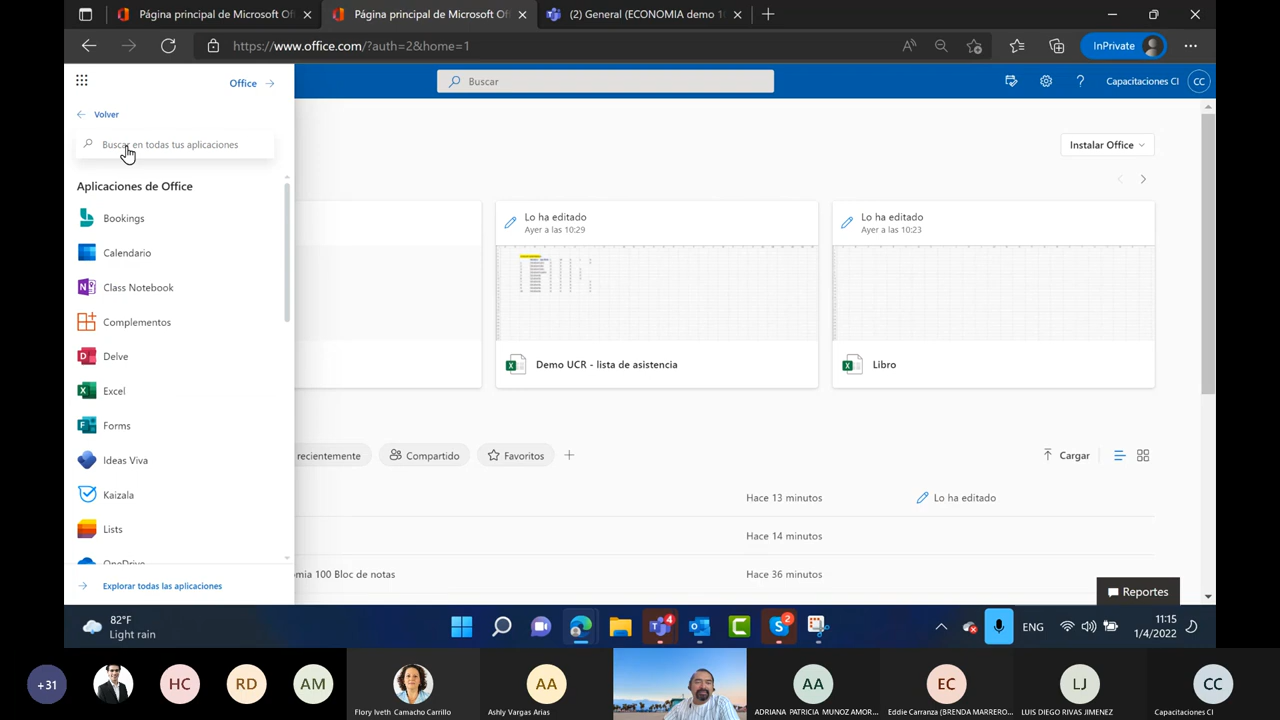 Página principal de Microsoft Of
Página principal de Microsoft Of
(2) General (ECONOMIA demo 1
https://www.office.com/?auth=2&home=1
InPrivate
Office
Buscar
Capacitaciones CI
CC
Volver
Buscar en todas tus aplicaciones
Instalar Office
Aplicaciones de Office
Bookings
Calendario
Class Notebook
Complementos
Delve
Excel
Forms
Ideas Viva
Kaizala
Lists
OneDrive
Explorar todas las aplicaciones
Lo ha editado
Ayer a las 10:29
Demo UCR - lista de asistencia
Lo ha editado
Ayer a las 10:23
Libro
recientemente
Compartido
Favoritos
Cargar
Hace 13 minutos
Lo ha editado
Hace 14 minutos
omia 100 Bloc de notas
Hace 36 minutos
Reportes
82°F
Light rain
4
2
ENG
11:15
1/4/2022
+31
HC
RD
AM
Flory Iveth Camacho Carrillo
AA
Ashly Vargas Arias
AA
ADRIANA PATRICIA MUÑOZ AMOR...
EC
Eddie Carranza (BRENDA MARRERO...
LJ
LUIS DIEGO RIVAS JIMENEZ
CC
Capacitaciones CI